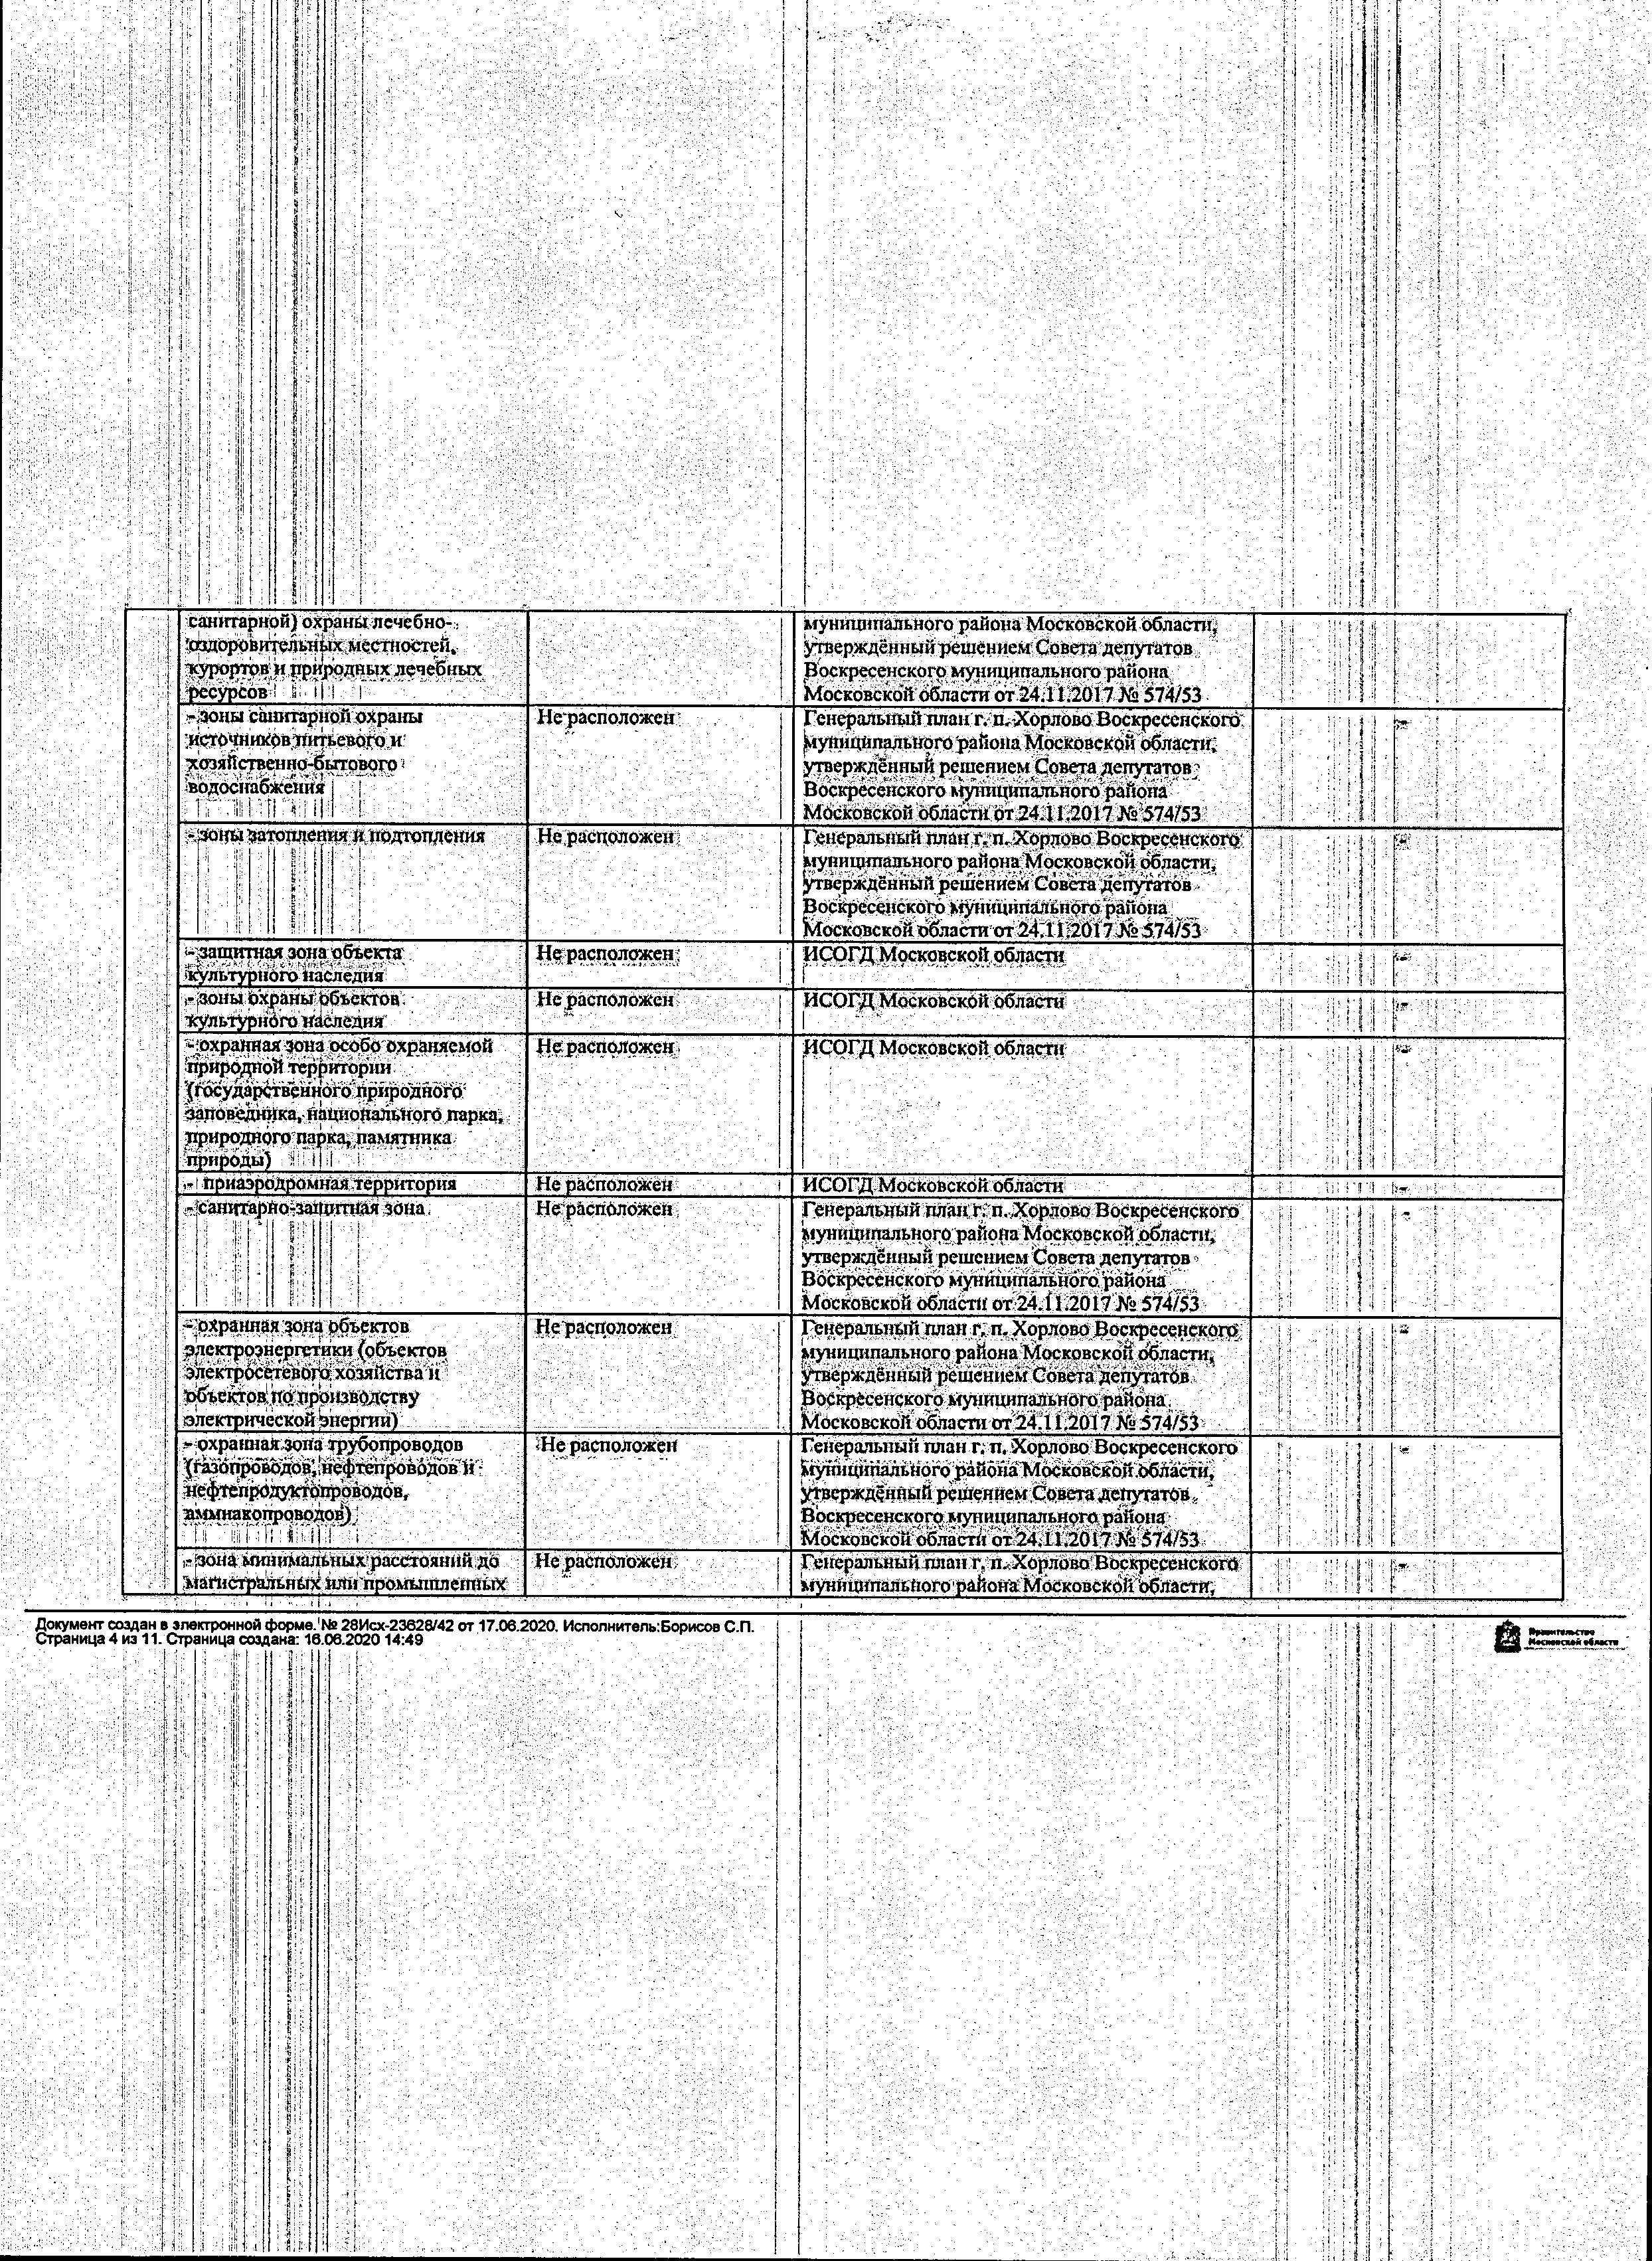 санитарной) охраны лечебно-
оздоровительных местностей,
курортов и природных лечебных
ресурсов
муниципального района Московской области,
утверждённый решением Совета депутатов
Воскресенского муниципального района
Московской области от 24.11.2017 № 574/53
- зоны санитарной охраны
источников питьевого и
хозяйственно-бытового
водоснабжения
Не расположен
Генеральный план г. п. Хорлово Воскресенского
муниципального района Московской области,
утверждённый решением Совета депутатов
Воскресенского муниципального района
Московской области от 24.11.2017 № 574/53
-
- зоны затопления и подтопления
Не расположен
Генеральный план г. п. Хорлово Воскресенского
муниципального района Московской области,
утверждённый решением Совета депутатов
Воскресенского муниципального района
Московской области от 24.11.2017 № 574/53
-
- защитная зона объекта
культурного наследия
Не расположен
ИСОГД Московской области
-
- зоны охраны объектов
культурного наследия
Не расположен
ИСОГД Московской области
-
- охранная зона особо охраняемой
природной территории
(государственного природного
заповедника, национального парка,
природного парка, памятника
природы)
Не расположен
ИСОГД Московской области
-
- приаэродромная территория
Не расположен
ИСОГД Московской области
-
- санитарно-защитная зона
Не расположен
Генеральный план г. п. Хорлово Воскресенского
муниципального района Московской области,
утверждённый решением Совета депутатов
Воскресенского муниципального района
Московской области от 24.11.2017 № 574/53
-
- охранная зона объектов
электроэнергетики (объектов
электросетевого хозяйства и
объектов по производству
электрической энергии)
Не расположен
Генеральный план г. п. Хорлово Воскресенского
муниципального района Московской области,
утверждённый решением Совета депутатов
Воскресенского муниципального района
Московской области от 24.11.2017 № 574/53
-
- охранная зона трубопроводов
(газопроводов, нефтепроводов и
нефтепродуктопроводов,
аммиакопроводов)
Не расположен
Генеральный план г. п. Хорлово Воскресенского
муниципального района Московской области,
утверждённый решением Совета депутатов
Воскресенского муниципального района
Московской области от 24.11.2017 № 574/53
-
- зона минимальных расстояний до
магистральных или промышленных
Не расположен
Генеральный план г. п. Хорлово Воскресенского
муниципального района Московской области,
-
Документ создан в электронной форме. № 28Исх-23628/42 от 17.06.2020. Исполнитель:Борисов С.П.
Страница 4 из 11. Страница создана: 16.06.2020 14:49
Правительство
Московской области